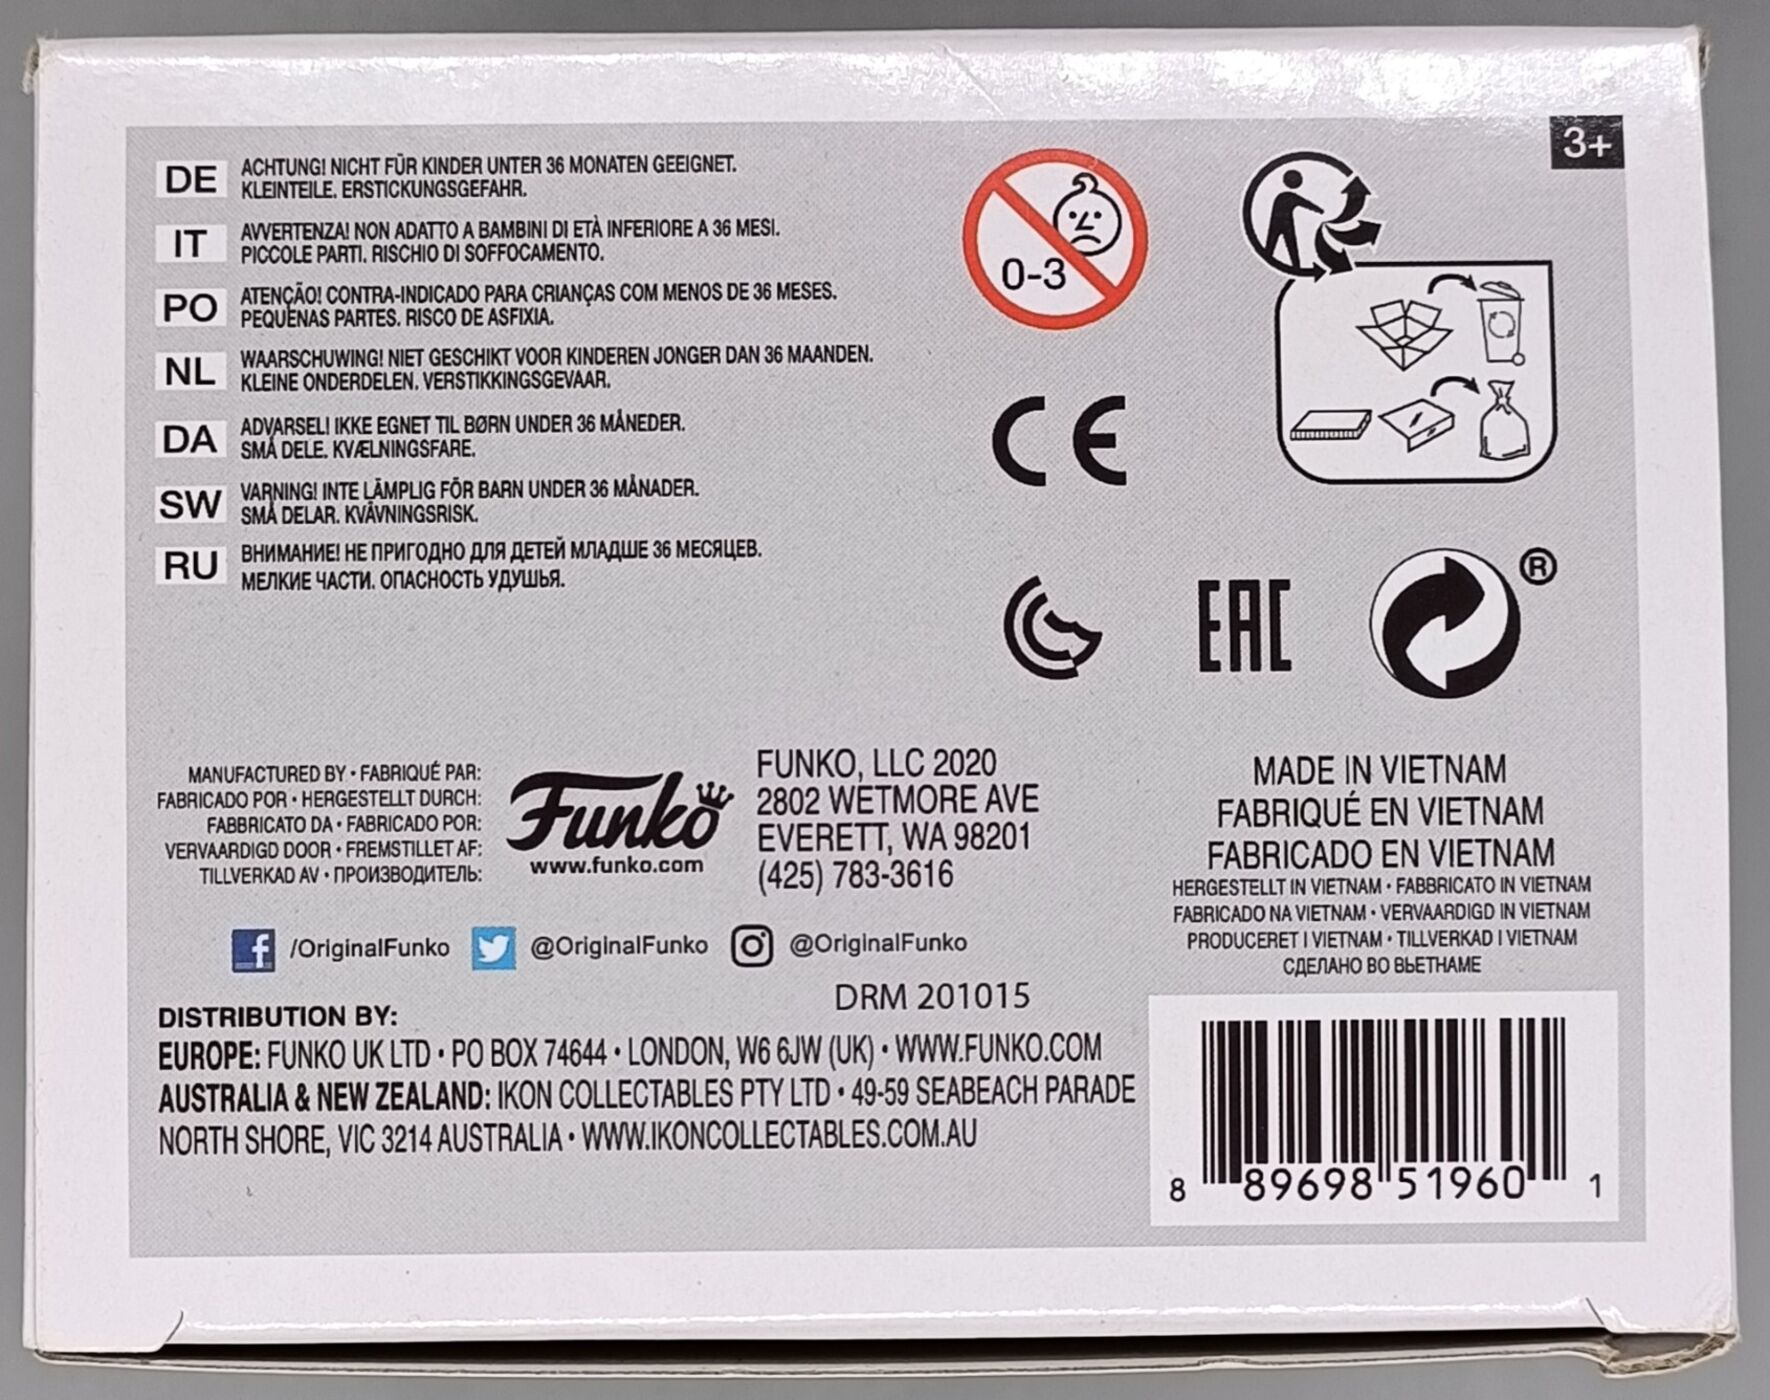 3+
DE ACHTUNG! NICHT FÜR KINDER UNTER 36 MONATEN GEEIGNET.
KLEINTEILE. ERSTICKUNGSGEFAHR.
IT AVVERTENZA! NON ADATTO A BAMBINI DI ETÀ INFERIORE A 36 MESI.
PICCOLE PARTI. RISCHIO DI SOFFOCAMENTO.
PO ATENÇÃO! CONTRA-INDICADO PARA CRIANÇAS COM MENOS DE 36 MESES.
PEQUENAS PARTES. RISCO DE ASFIXIA.
NL WAARSCHUWING! NIET GESCHIKT VOOR KINDEREN JONGER DAN 36 MAANDEN.
KLEINE ONDERDELEN. VERSTIKKINGSGEVAAR.
DA ADVARSEL! IKKE EGNET TIL BØRN UNDER 36 MÅNEDER.
SMÅ DELE. KVÆLNINGSFARE.
SW VARNING! INTE LÄMPLIG FÖR BARN UNDER 36 MÅNADER.
SMÅ DELAR. KVÄVNINGSRISK.
RU ВНИМАНИЕ! НЕ ПРИГОДНО ДЛЯ ДЕТЕЙ МЛАДШЕ 36 МЕСЯЦЕВ.
МЕЛКИЕ ЧАСТИ. ОПАСНОСТЬ УДУШЬЯ.
0-3
CE
EAC
®
MANUFACTURED BY • FABRIQUÉ PAR:
FABRICADO POR • HERGESTELLT DURCH:
FABBRICATO DA • FABRICADO POR:
VERVAARDIGD DOOR • FREMSTILLET AF:
TILLVERKAD AV • ПРОИЗВОДИТЕЛЬ:
Funko
www.funko.com
FUNKO, LLC 2020
2802 WETMORE AVE
EVERETT, WA 98201
(425) 783-3616
MADE IN VIETNAM
FABRIQUÉ EN VIETNAM
FABRICADO EN VIETNAM
HERGESTELLT IN VIETNAM • FABBRICATO IN VIETNAM
FABRICADO NA VIETNAM • VERVAARDIGD IN VIETNAM
PRODUCERET I VIETNAM • TILLVERKAD I VIETNAM
СДЕЛАНО ВО ВЬЕТНАМЕ
f /OriginalFunko @OriginalFunko @OriginalFunko
DRM 201015
DISTRIBUTION BY:
EUROPE: FUNKO UK LTD • PO BOX 74644 • LONDON, W6 6JW (UK) • WWW.FUNKO.COM
AUSTRALIA & NEW ZEALAND: IKON COLLECTABLES PTY LTD • 49-59 SEABEACH PARADE
NORTH SHORE, VIC 3214 AUSTRALIA • WWW.IKONCOLLECTABLES.COM.AU
8 89698 51960 1